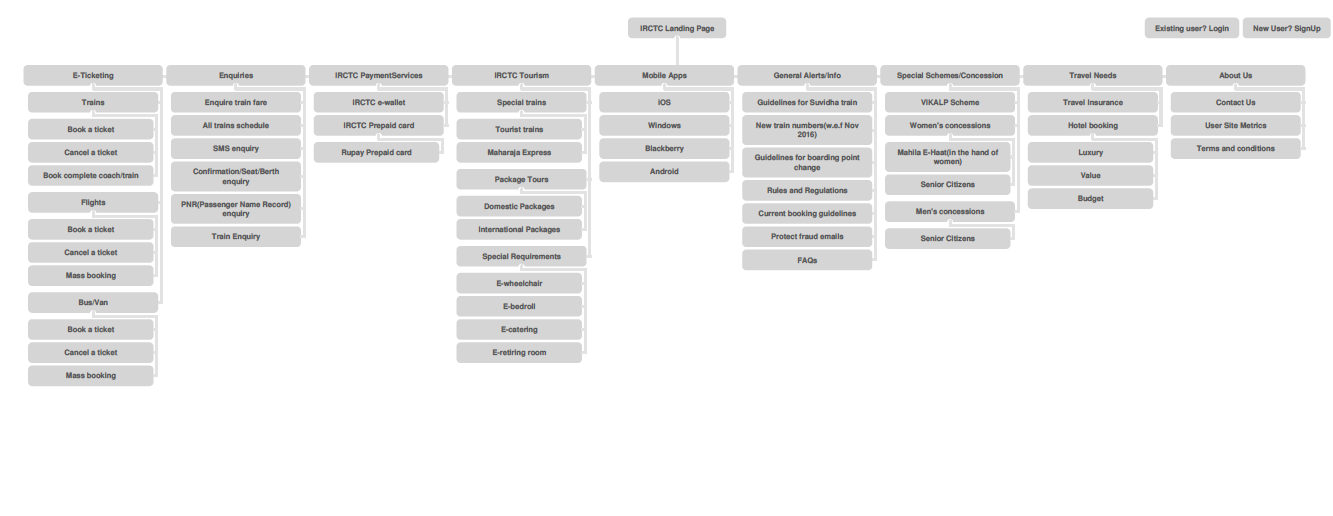 IRCTC Landing Page
Existing user? Login
New User? SignUp
E-Ticketing
Trains
Book a ticket
Cancel a ticket
Book complete coach/train
Flights
Book a ticket
Cancel a ticket
Mass booking
Bus/Van
Book a ticket
Cancel a ticket
Mass booking
Enquiries
Enquire train fare
All trains schedule
SMS enquiry
Confirmation/Seat/Berth
enquiry
PNR(Passenger Name Record)
enquiry
Train Enquiry
IRCTC PaymentServices
IRCTC e-wallet
IRCTC Prepaid card
Rupay Prepaid card
IRCTC Tourism
Special trains
Tourist trains
Maharaja Express
Package Tours
Domestic Packages
International Packages
Special Requirements
E-wheelchair
E-bedroll
E-catering
E-retiring room
Mobile Apps
iOS
Windows
Blackberry
Android
General Alerts/Info
Guidelines for Suvidha train
New train numbers(w.e.f Nov
2016)
Guidelines for boarding point
change
Rules and Regulations
Current booking guidelines
Protect fraud emails
FAQs
Special Schemes/Concession
VIKALP Scheme
Women's concessions
Mahila E-Haat(in the hand of
women)
Senior Citizens
Men's concessions
Senior Citizens
Travel Needs
Travel Insurance
Hotel booking
Luxury
Value
Budget
About Us
Contact Us
User Site Metrics
Terms and conditions